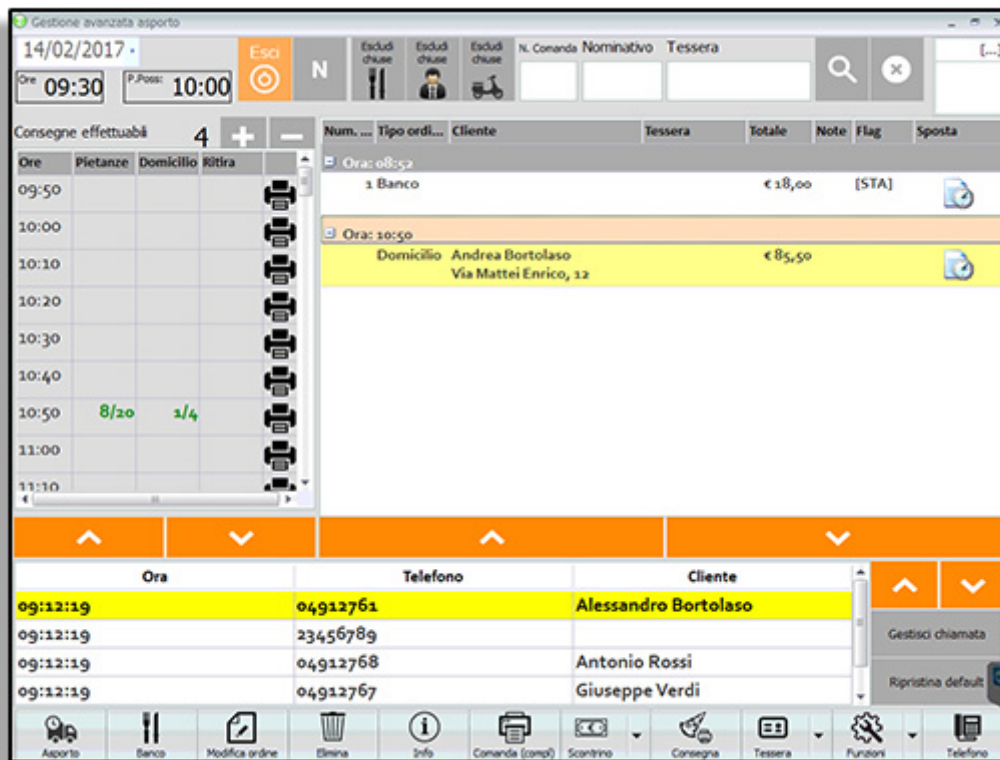 Gestione avanzata asporto
14/02/2017
Esci
N
Escludi chiuse
Escludi chiuse
Escludi chiuse
N. Comanda Nominativo Tessera
[...]
Ore 09:30 P.Poss: 10:00
Consegne effettuabili 4 + −
Ore Pietanze Domicilio Ritira
09:50
10:00
10:10
10:20
10:30
10:40
10:50 8/20 1/4
11:00
11:10
Num. ... Tipo ordi... Cliente Tessera Totale Note Flag Sposta
Ora: 08:52
1 Banco € 18,00 [STA]
Ora: 10:50
Domicilio Andrea Bortolaso € 85,50
Via Mattei Enrico, 12
Ora Telefono Cliente
09:12:19 04912761 Alessandro Bortolaso
09:12:19 23456789
09:12:19 04912768 Antonio Rossi
09:12:19 04912767 Giuseppe Verdi
Gestisci chiamata
Ripristina default
Asporto Banco Modifica ordine Elimina Info Comanda (compl) Scontrino Consegna Tessera Funzioni Telefono